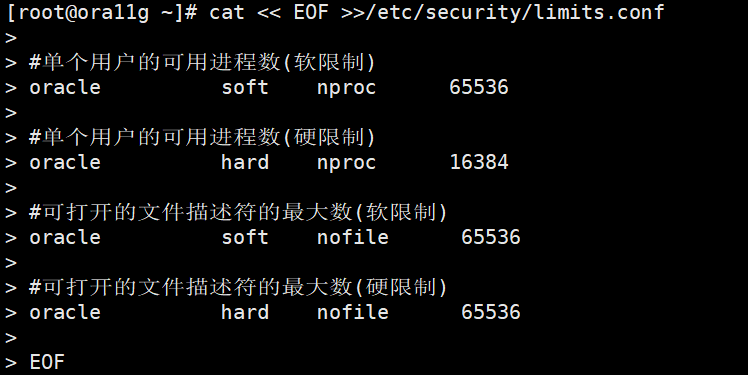 [root@ora11g ~]# cat << EOF >>/etc/security/limits.conf
>
> #单个用户的可用进程数(软限制)
> oracle          soft    nproc      65536
>
> #单个用户的可用进程数(硬限制)
> oracle          hard    nproc      16384
>
> #可打开的文件描述符的最大数(软限制)
> oracle          soft    nofile      65536
>
> #可打开的文件描述符的最大数(硬限制)
> oracle          hard    nofile      65536
>
> EOF